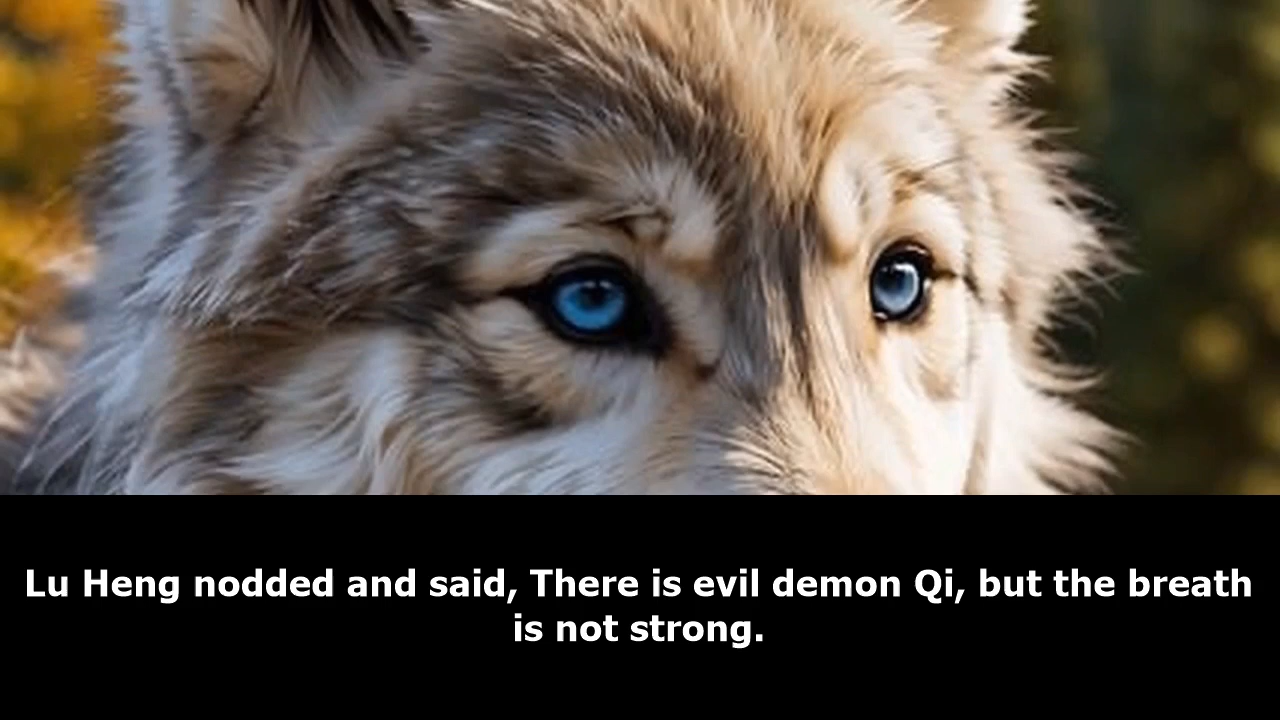 Lu Heng nodded and said, There is evil demon Qi, but the breath
is not strong.